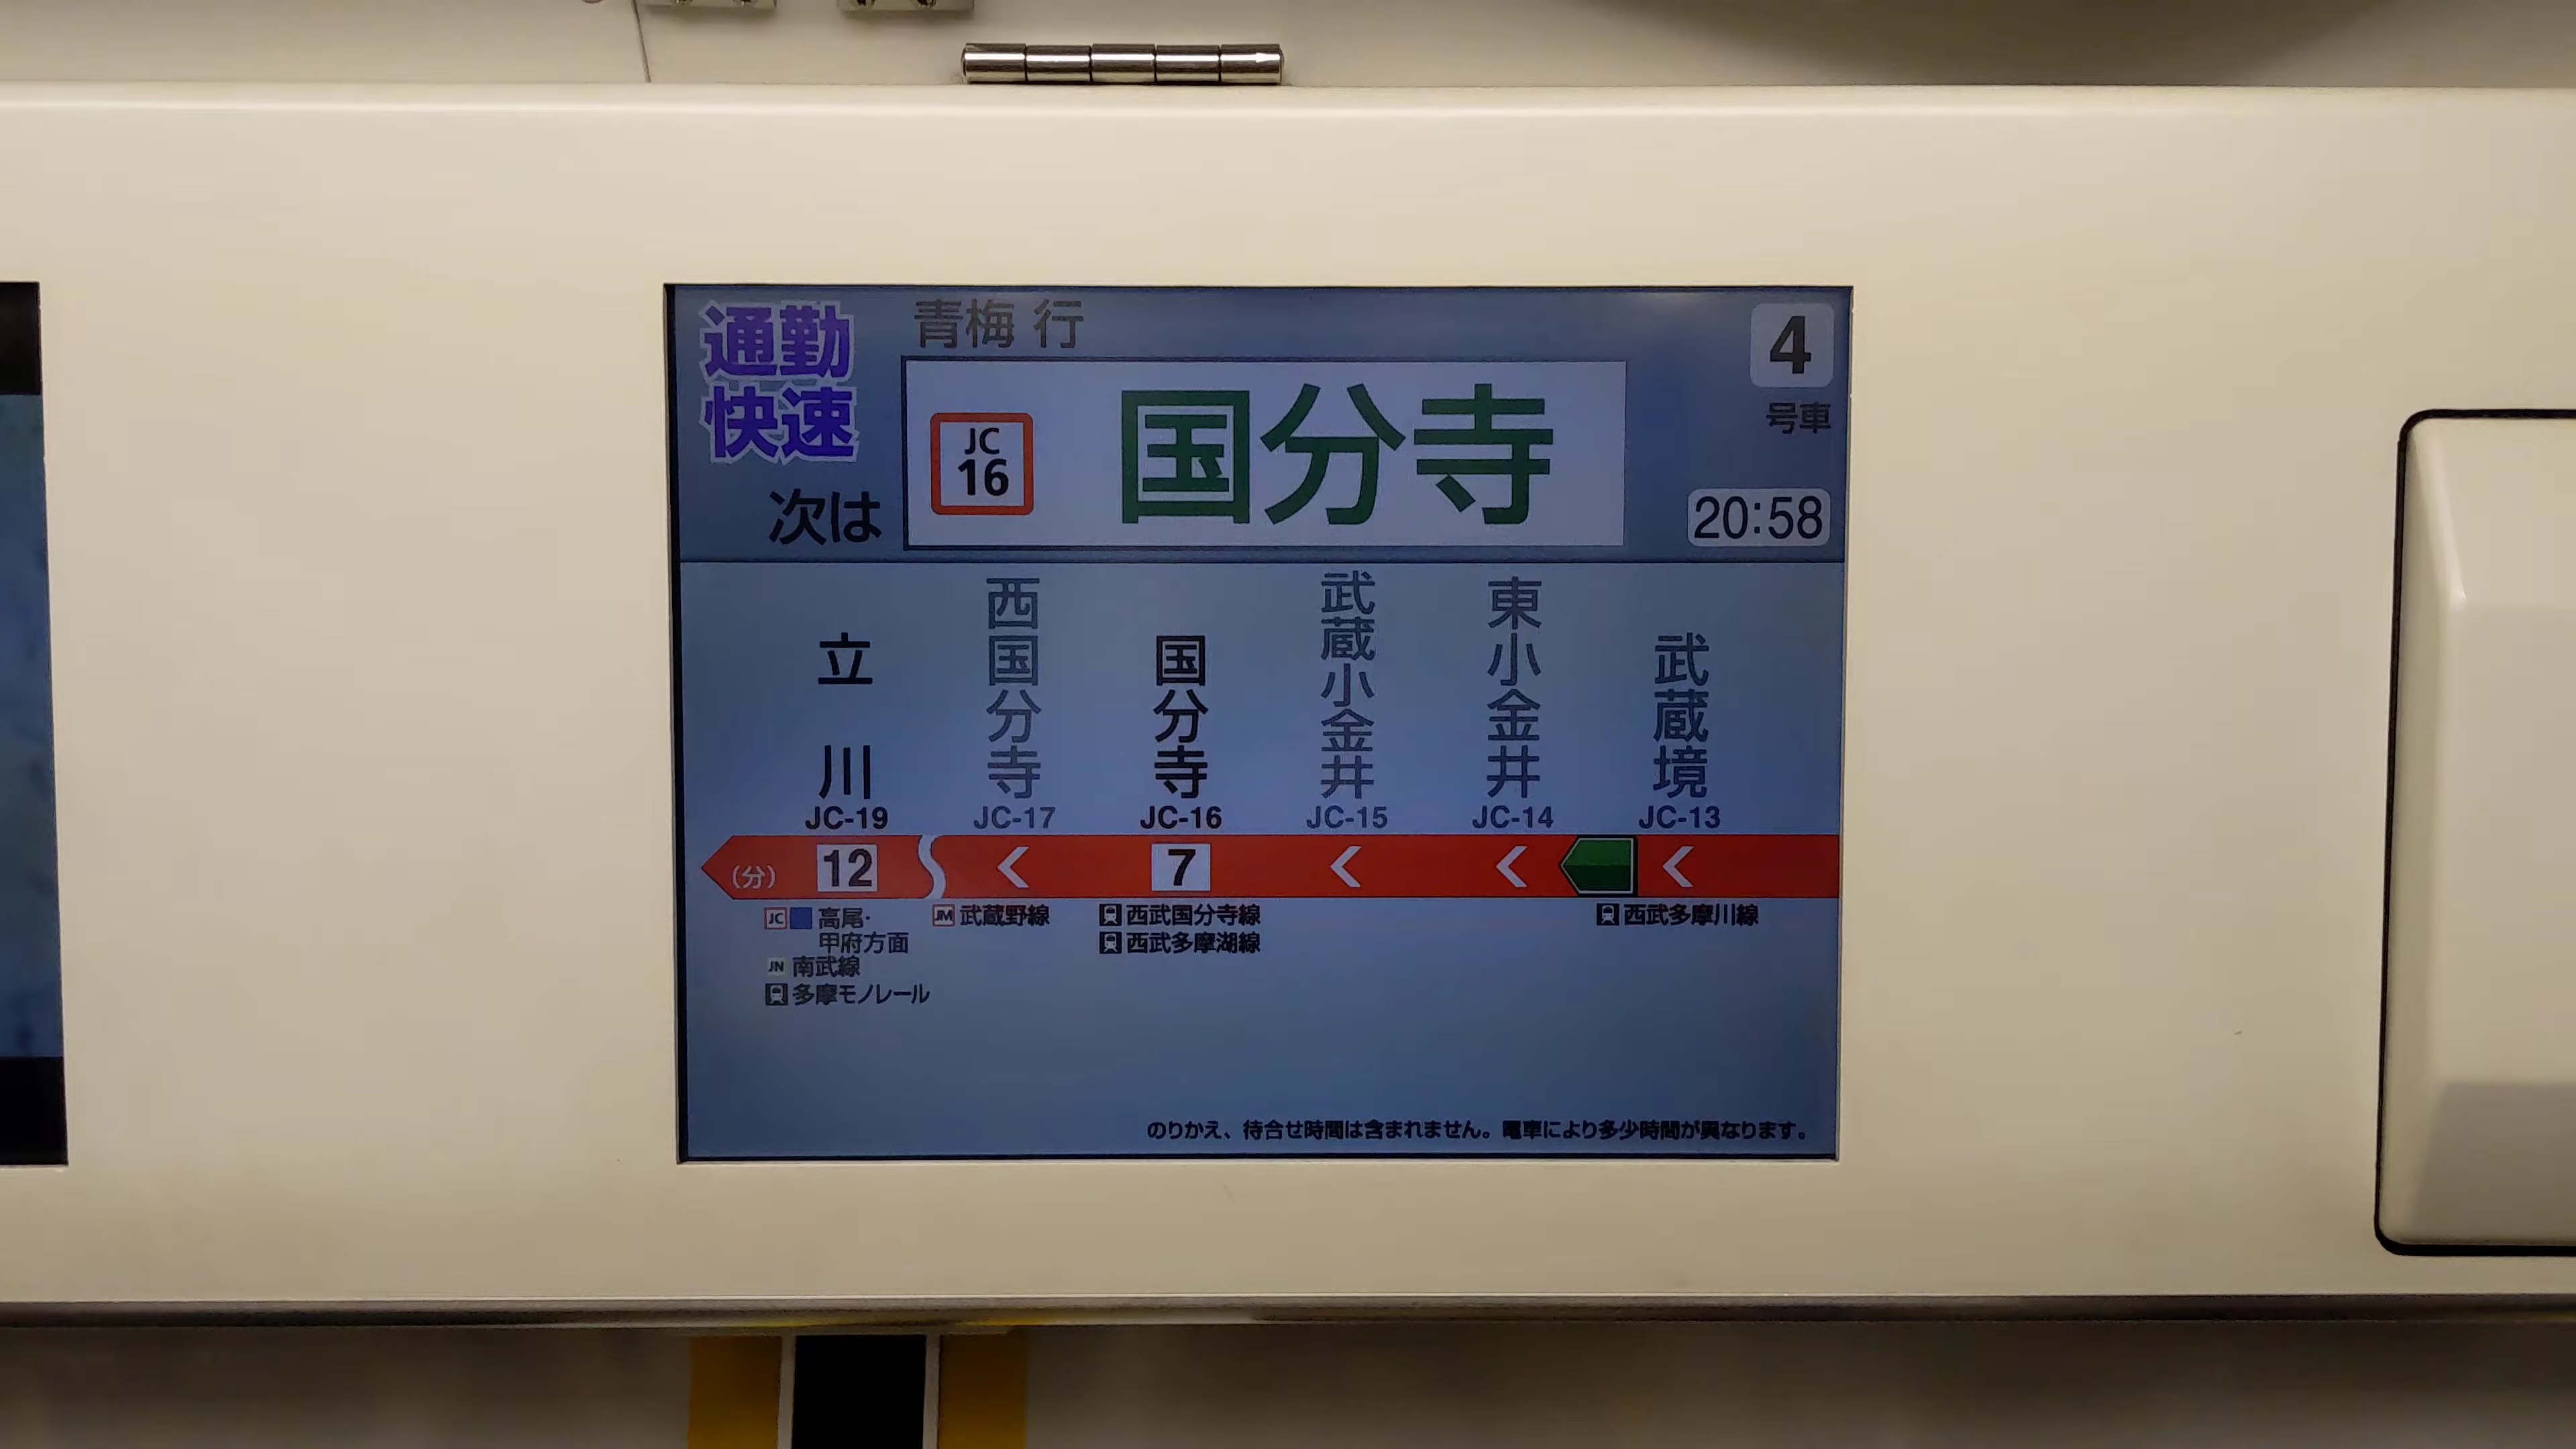 通勤
快速
青梅 行
4
号車
次は
JC
16
国分寺
20:58
立川
西国分寺
国分寺
武蔵小金井
東小金井
武蔵境
JC-19
JC-17
JC-16
JC-15
JC-14
JC-13
(分)
12
7
JC 高尾・
甲府方面
JN 南武線
多摩モノレール
JM 武蔵野線
西武国分寺線
西武多摩湖線
西武多摩川線
のりかえ、待合せ時間は含まれません。電車により多少時間が異なります。